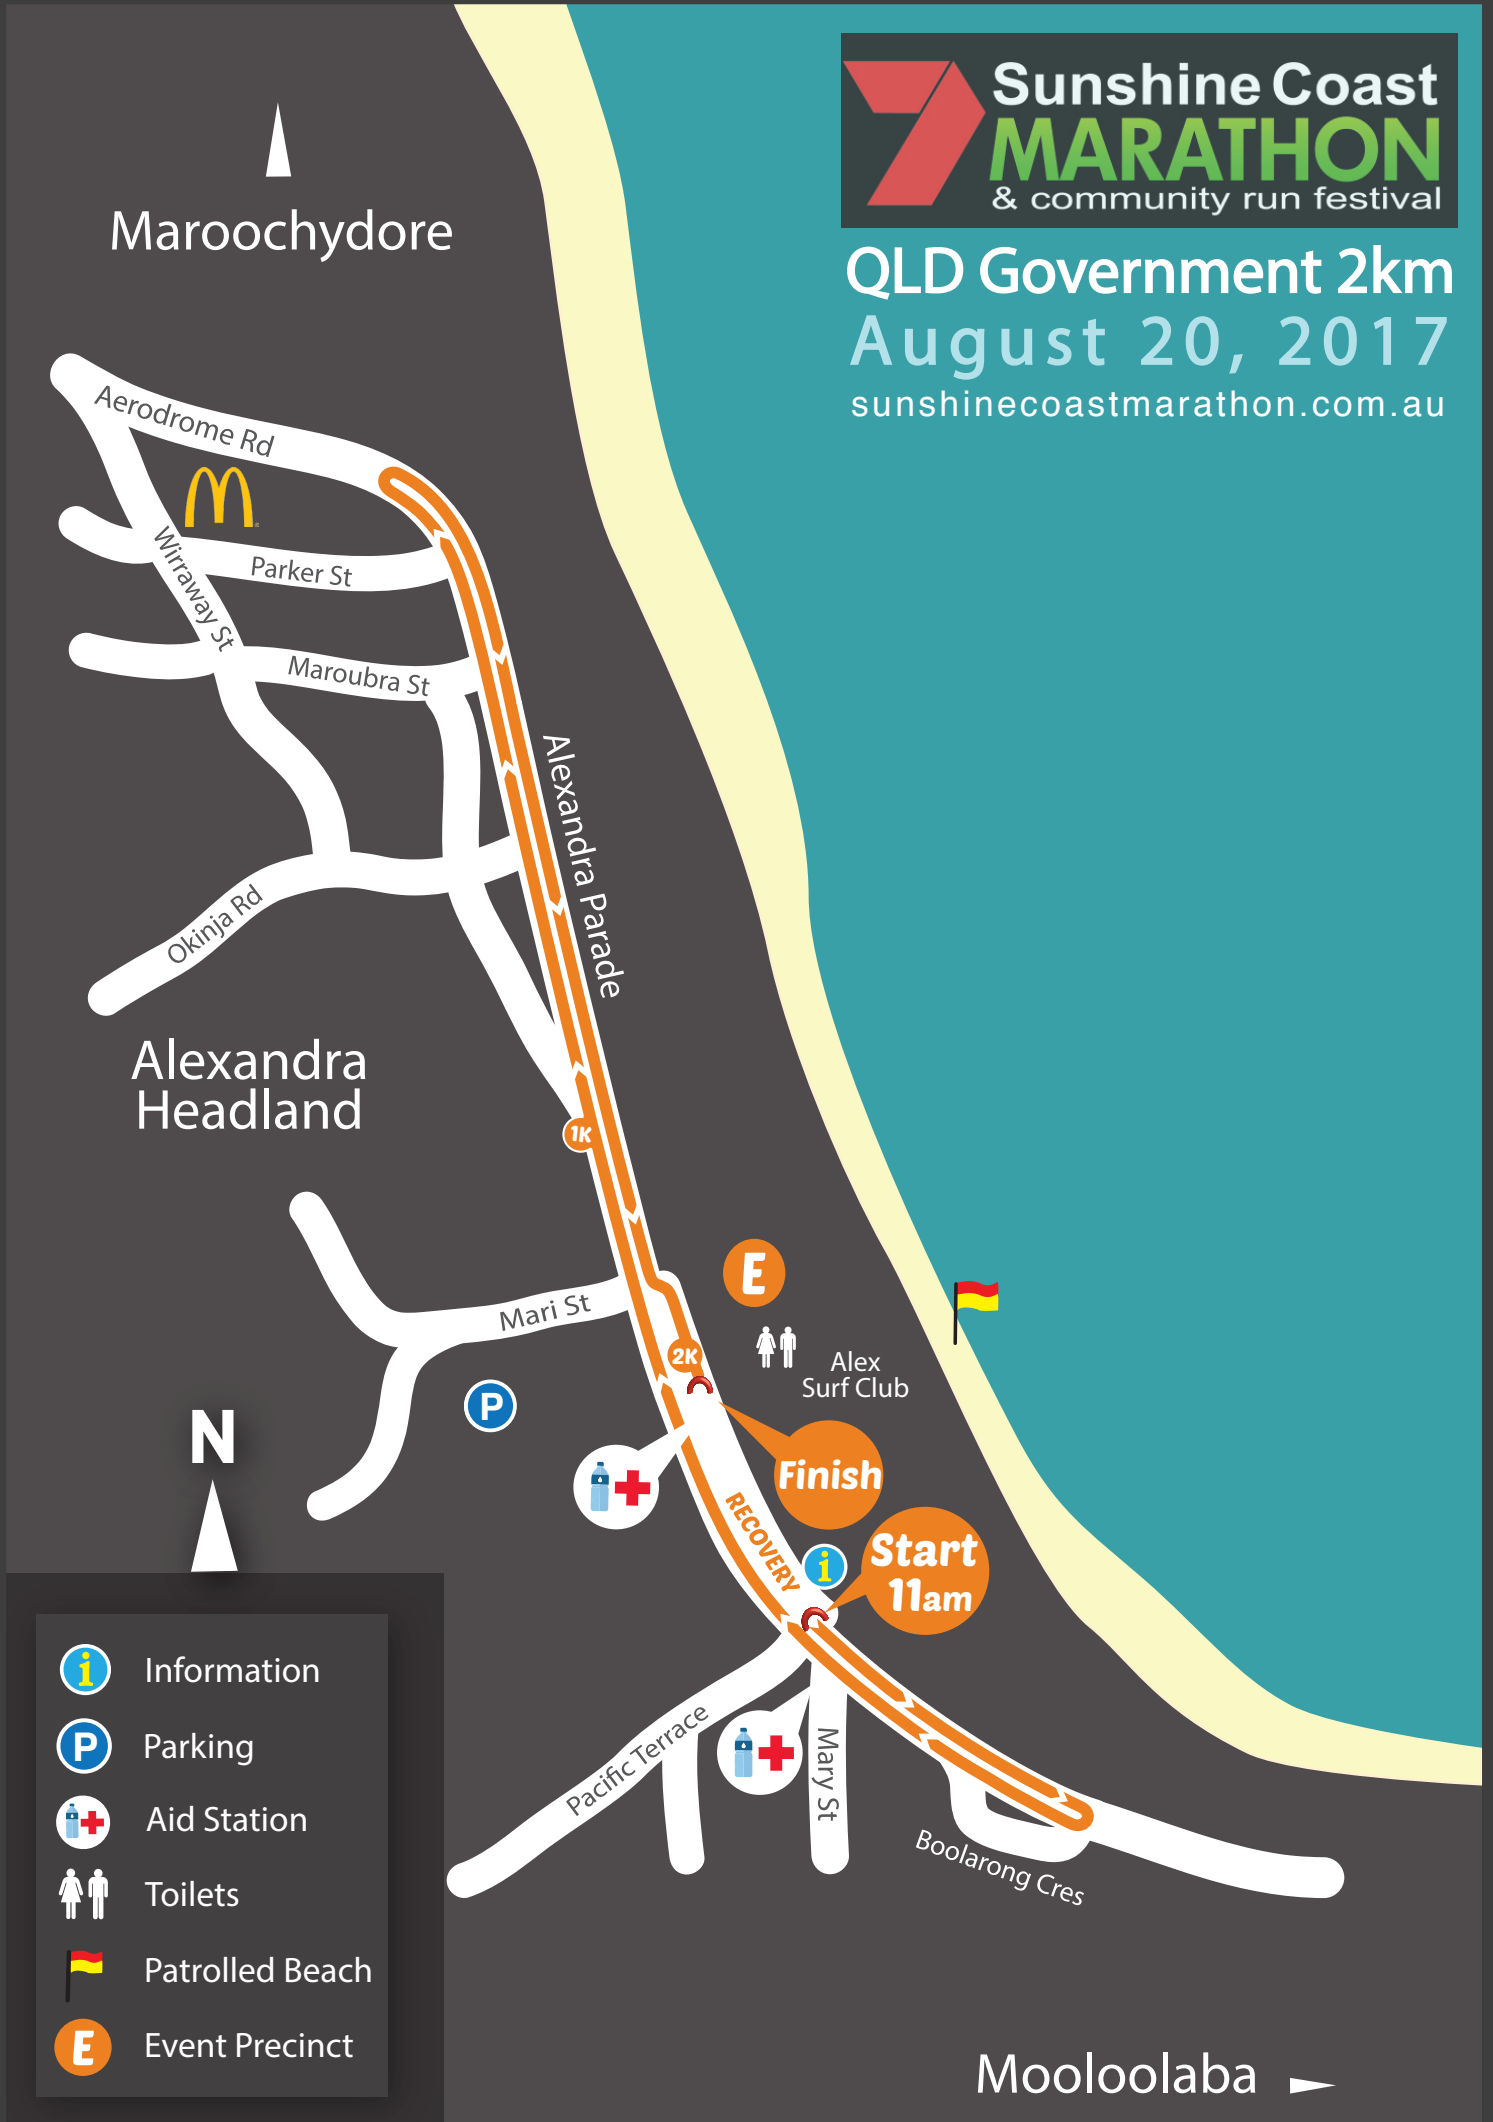 Sunshine Coast
MARATHON
& community run festival
QLD Government 2km
August 20, 2017
sunshinecoastmarathon.com.au
Maroochydore
Aerodrome Rd
Wirraway St
Parker St
Maroubra St
Alexandra Parade
Okinja Rd
Alexandra
Headland
1K
E
Mari St
2K
Alex
Surf Club
P
N
Finish
RECOVERY
i
Start
11am
Pacific Terrace
Mary St
Boolarong Cres
i Information
P Parking
Aid Station
Toilets
Patrolled Beach
E Event Precinct
Mooloolaba